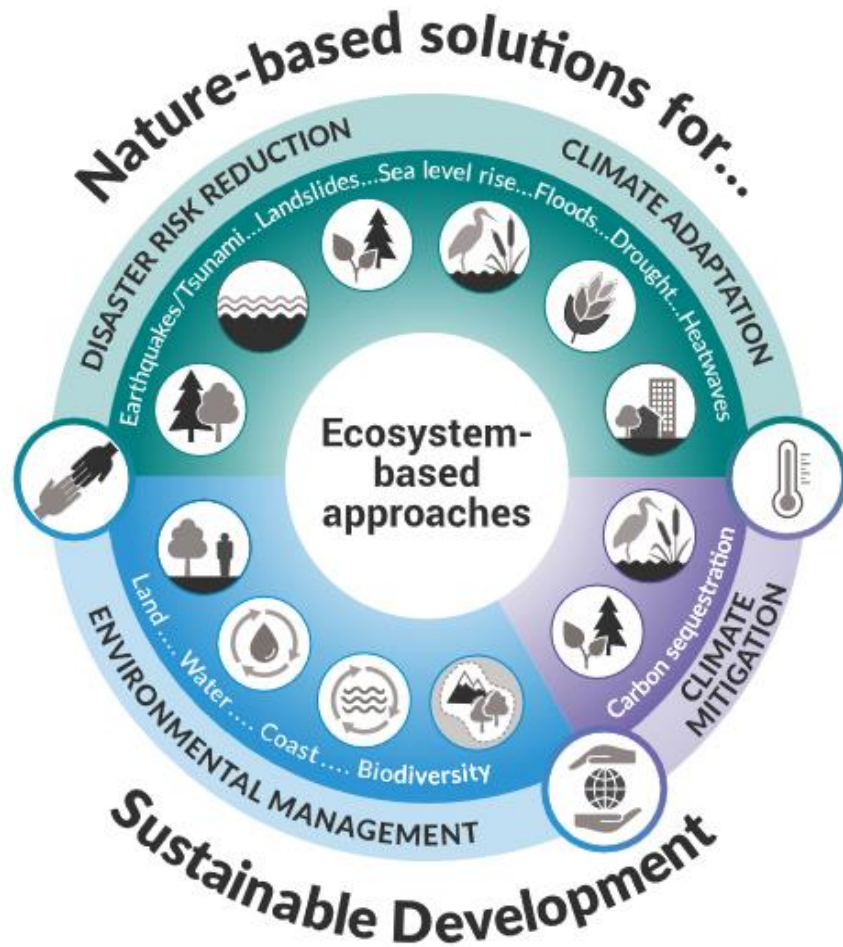 Nature-based solutions for...
DISASTER RISK REDUCTION
CLIMATE ADAPTATION
Earthquakes/Tsunami...Landslides...Sea level rise...Floods...Drought...Heatwaves
Ecosystem-
based
approaches
Carbon sequestration
CLIMATE
MITIGATION
Land .... Water.... Coast .... Biodiversity
ENVIRONMENTAL MANAGEMENT
Sustainable Development